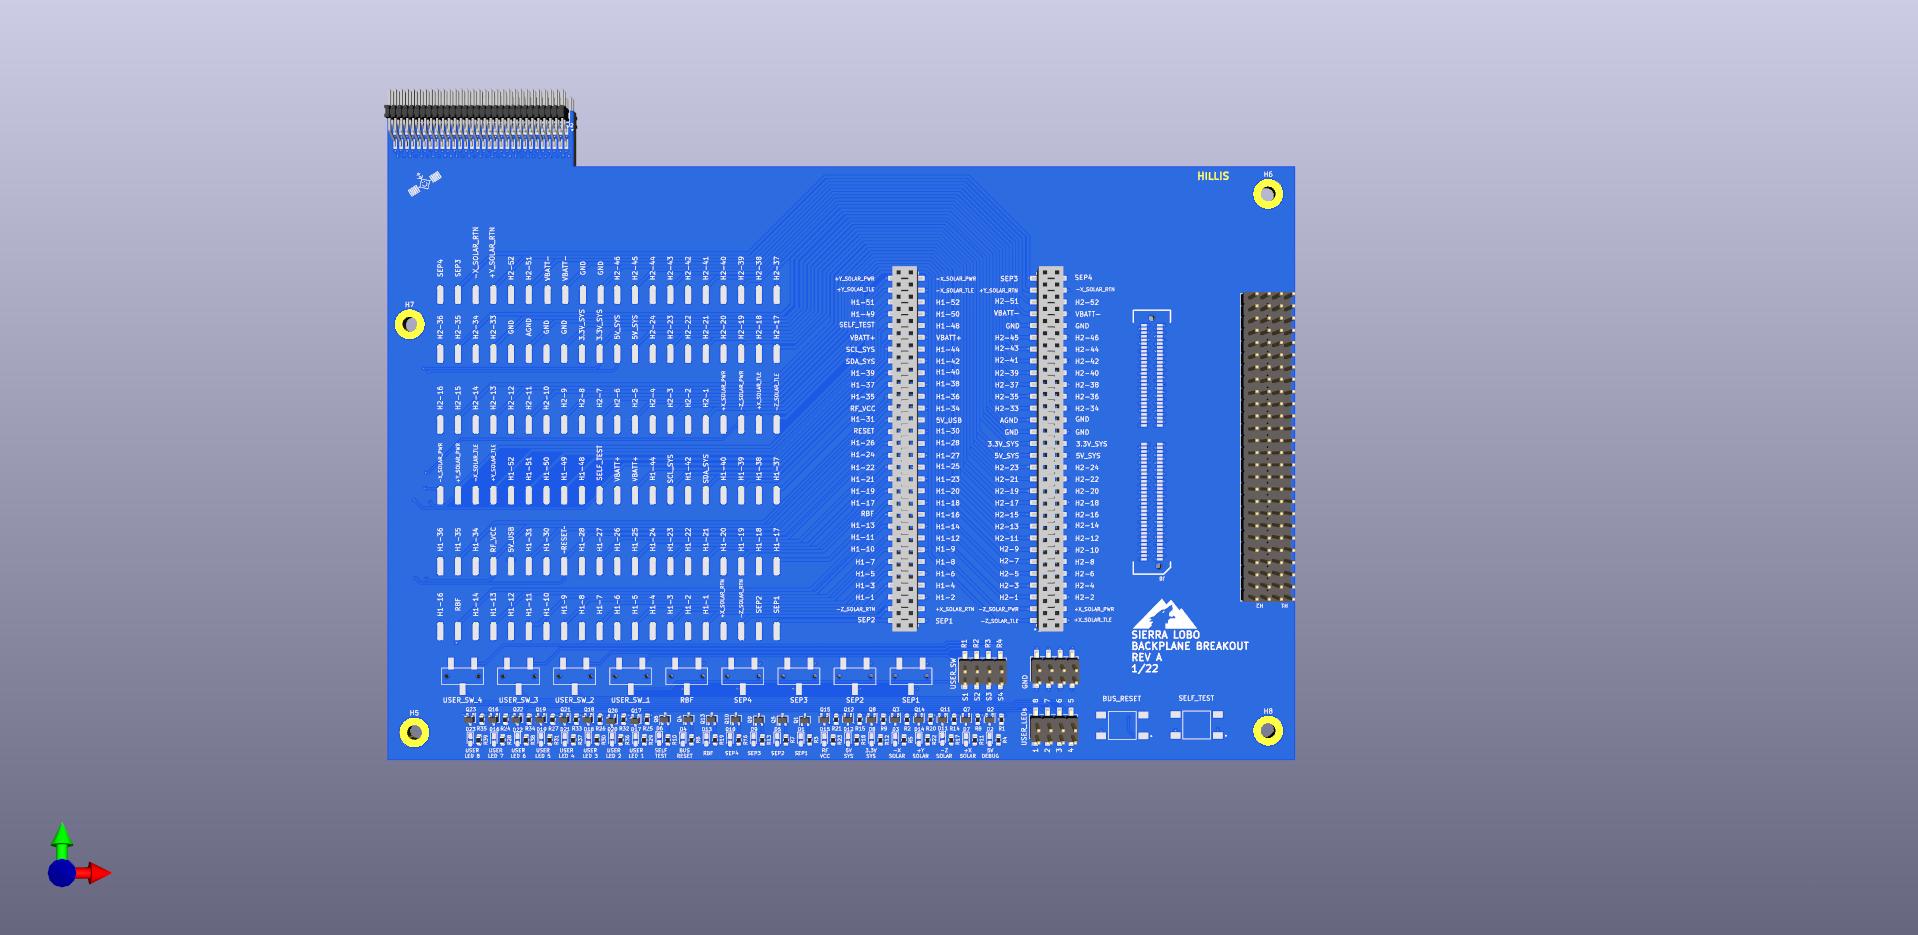 HILLIS
H6
SEP4 SEP3 -X_SOLAR_RTN +Y_SOLAR_RTN H2-52 H2-51 VBATT- VBATT- GND GND H2-46 H2-45 H2-44 H2-43 H2-42 H2-41 H2-40 H2-39 H2-38 H2-37
H7
H2-36 H2-35 H2-34 H2-33 GND AGND GND GND 3.3V_SYS 3.3V_SYS 5V_SYS 5V_SYS H2-24 H2-23 H2-22 H2-21 H2-20 H2-19 H2-18 H2-17
H2-16 H2-15 H2-14 H2-13 H2-12 H2-11 H2-10 H2-9 H2-8 H2-7 H2-6 H2-5 H2-4 H2-3 H2-2 H2-1 +X_SOLAR_PWR -Z_SOLAR_PWR +X_SOLAR_TLE -Z_SOLAR_TLE
-X_SOLAR_PWR +Y_SOLAR_PWR -X_SOLAR_TLE +Y_SOLAR_TLE H1-52 H1-51 H1-50 H1-49 H1-48 SELF_TEST VBATT+ VBATT+ H1-44 SCL_SYS H1-42 SDA_SYS H1-40 H1-39 H1-38 H1-37
H1-36 H1-35 H1-34 RF_VCC 5V_USB H1-31 H1-30 -RESET- H1-28 H1-27 H1-26 H1-25 H1-24 H1-23 H1-22 H1-21 H1-20 H1-19 H1-18 H1-17
H1-16 RBF H1-14 H1-13 H1-12 H1-11 H1-10 H1-9 H1-8 H1-7 H1-6 H1-5 H1-4 H1-3 H1-2 H1-1 +X_SOLAR_RTN -Z_SOLAR_RTN SEP2 SEP1
+Y_SOLAR_PWR -X_SOLAR_PWR SEP3 SEP4
+Y_SOLAR_TLE -X_SOLAR_TLE +Y_SOLAR_RTN -X_SOLAR_RTN
H1-51 H1-52 H2-51 H2-52
H1-49 H1-50 VBATT- VBATT-
SELF_TEST H1-48 GND GND
VBATT+ VBATT+ H2-45 H2-46
SCL_SYS H1-44 H2-43 H2-44
SDA_SYS H1-42 H2-41 H2-42
H1-39 H1-40 H2-39 H2-40
H1-37 H1-38 H2-37 H2-38
H1-35 H1-36 H2-35 H2-36
RF_VCC H1-34 H2-33 H2-34
H1-31 5V_USB AGND GND
RESET H1-30 GND GND
H1-26 H1-28 3.3V_SYS 3.3V_SYS
H1-24 H1-27 5V_SYS 5V_SYS
H1-22 H1-25 H2-23 H2-24
H1-21 H1-23 H2-21 H2-22
H1-19 H1-20 H2-19 H2-20
H1-17 H1-18 H2-17 H2-18
RBF H1-16 H2-15 H2-16
H1-13 H1-14 H2-13 H2-14
H1-11 H1-12 H2-11 H2-12
H1-10 H1-9 H2-9 H2-10
H1-7 H1-8 H2-7 H2-8
H1-5 H1-6 H2-5 H2-6
H1-3 H1-4 H2-3 H2-4
H1-1 H1-2 H2-1 H2-2
-Z_SOLAR_RTN +X_SOLAR_RTN -Z_SOLAR_PWR +X_SOLAR_PWR
SEP2 SEP1 -Z_SOLAR_TLE +X_SOLAR_TLE
J6
H2 H1
SIERRA LOBO
BACKPLANE BREAKOUT
REV A
1/22
R1 R2 R3 R4
USER_SW
S1 S2 S3 S4
GND
USER_SW_4 USER_SW_3 USER_SW_2 USER_SW_1 RBF SEP4 SEP3 SEP2 SEP1
8 7 6 5
USER_LEDs
1 2 3 4
BUS_RESET SELF_TEST
H5
H8
USER LED 8
USER LED 7
USER LED 6
USER LED 5
USER LED 4
USER LED 3
USER LED 2
USER LED 1
SELF TEST
BUS RESET
RBF
SEP4
SEP3
SEP2
SEP1
RF VCC
5V SYS
3.3V SYS
-X SOLAR
+Y SOLAR
-Z SOLAR
+X SOLAR
5V DEBUG